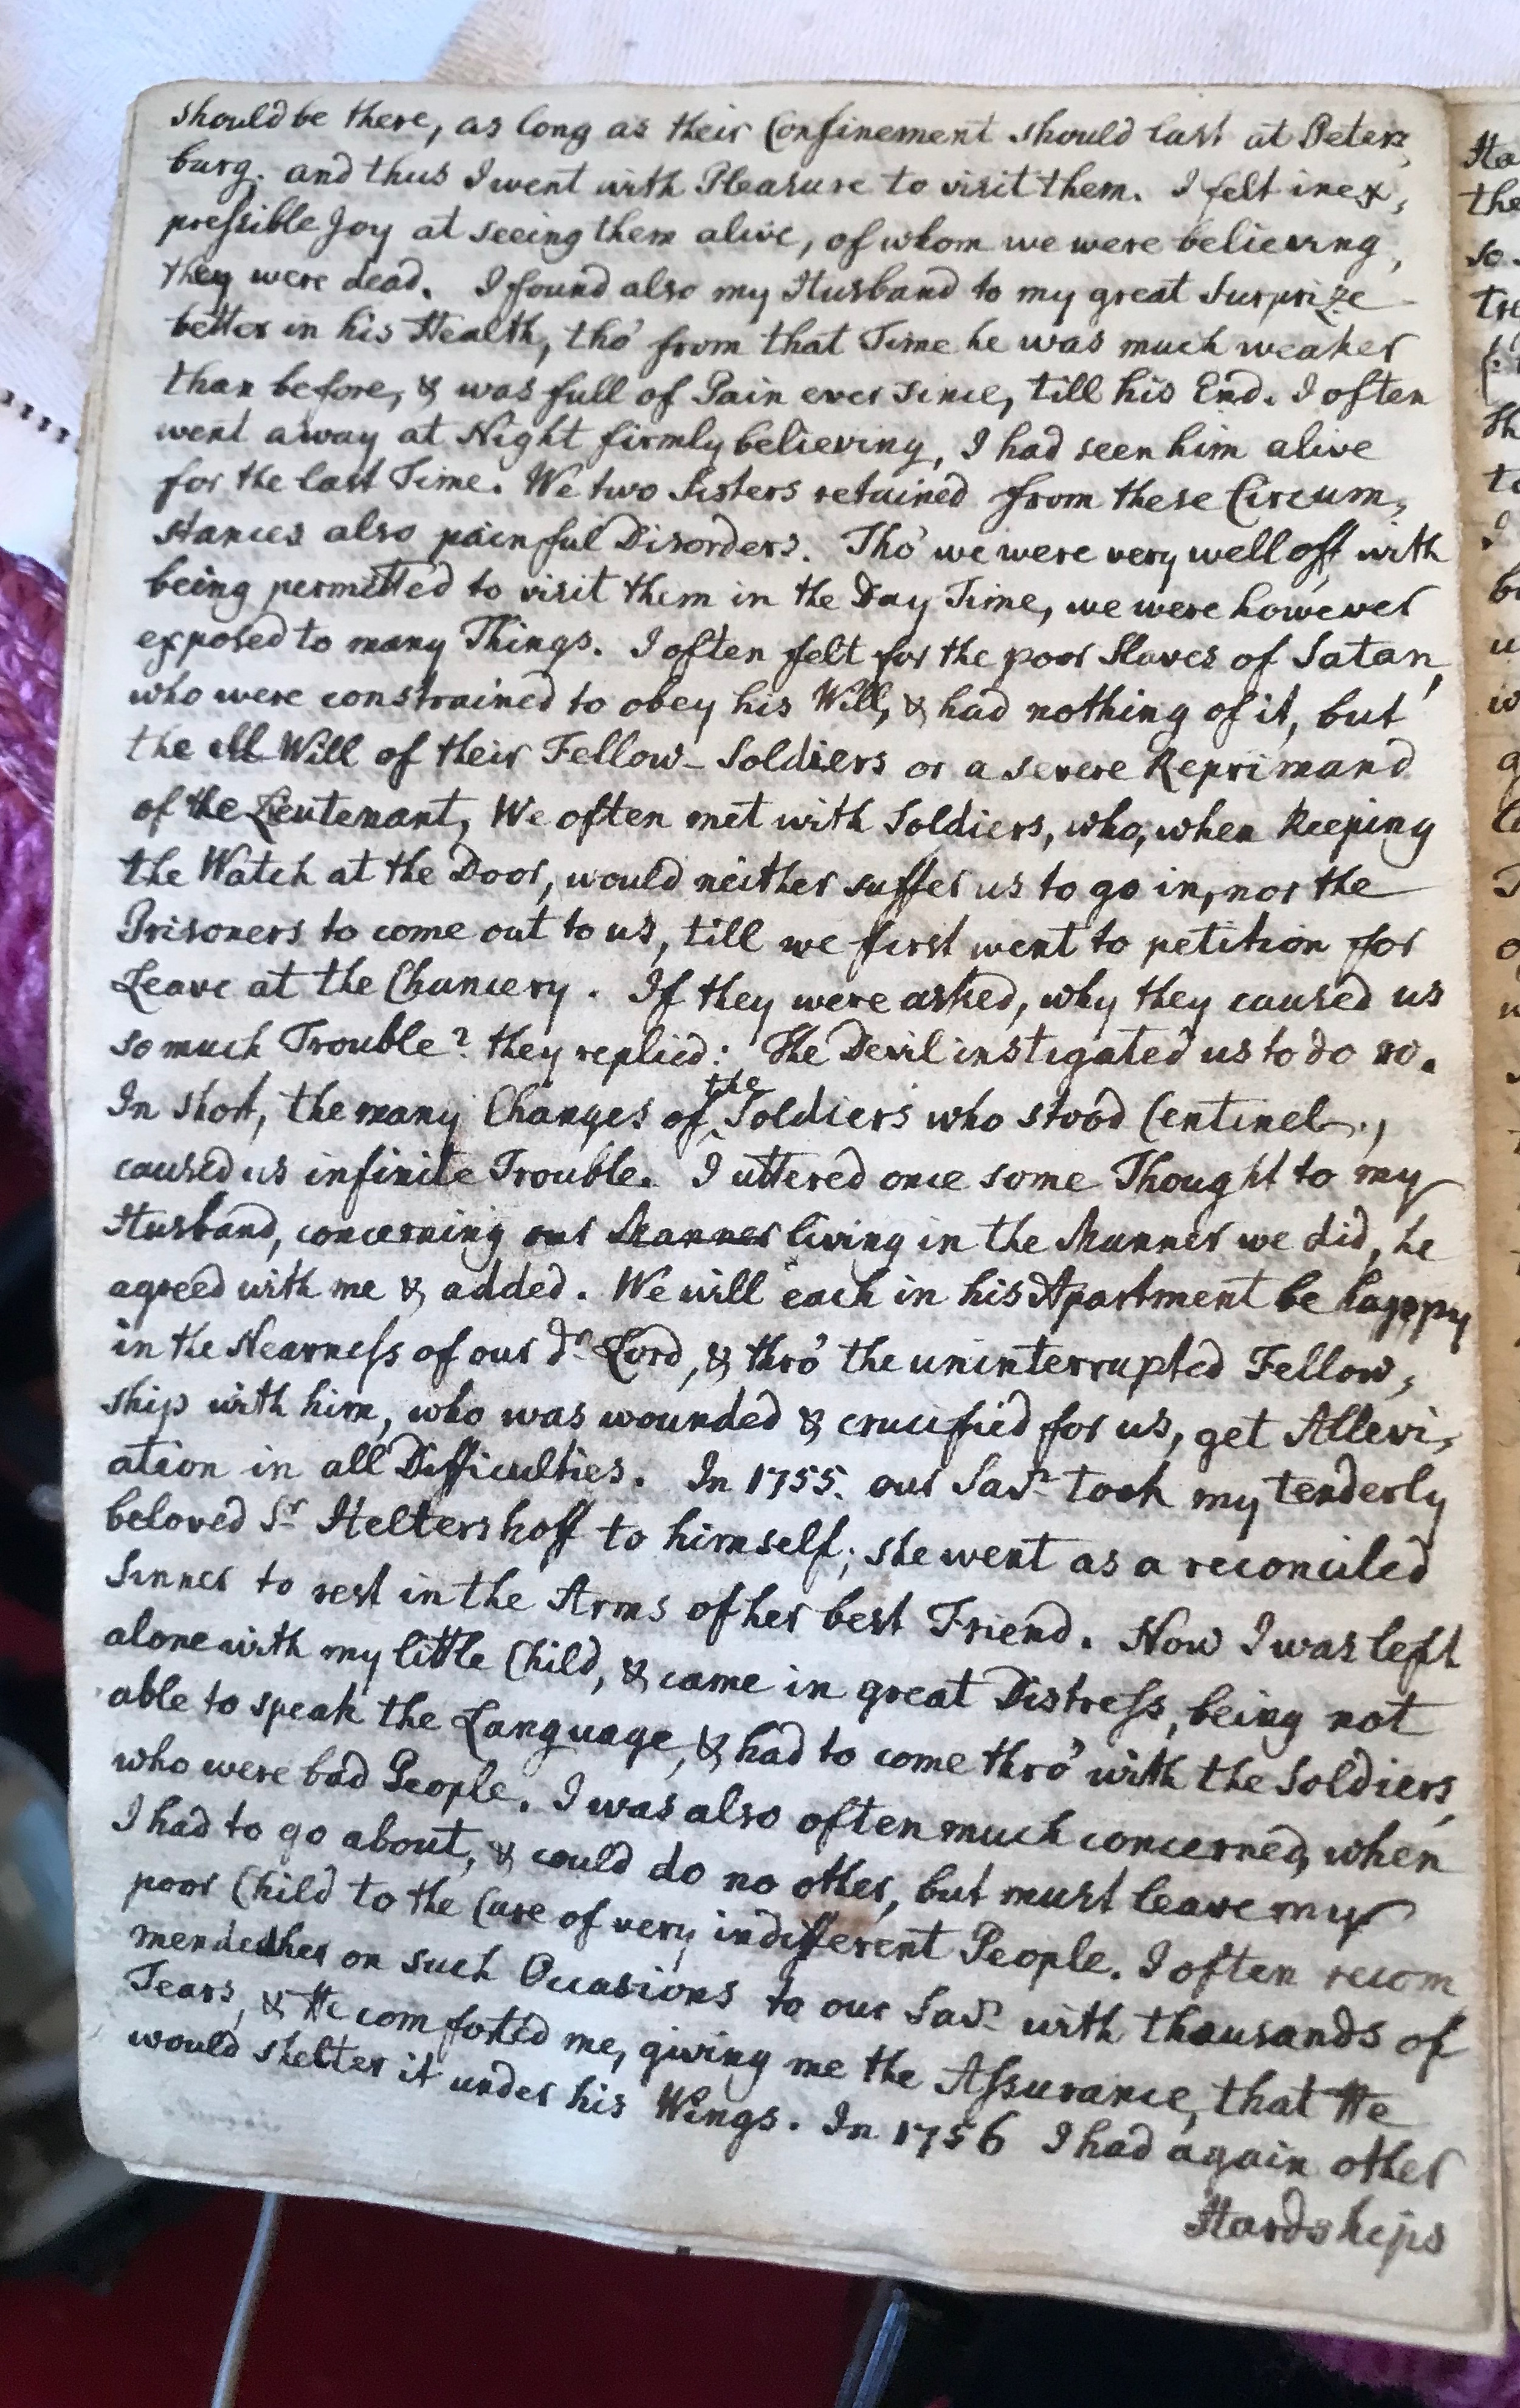 should be there, as long as their Confinement should last at Peters,
burg. and thus I went with Pleasure to visit them. I felt inex,
pressible Joy at seeing them alive, of whom we were believing,
they were dead. I found also my Husband to my great Surprize
better in his Health, tho' from that Time he was much weaker
than before, & was full of Pain ever since, till his End. I often
went away at Night firmly believing, I had seen him alive
for the last Time. We two Sisters retained from these Circum,
stances also painful Disorders. Tho' we were very well off with
being permitted to visit them in the Day Time, we were however
exposed to many Things. I often felt for the poor Slaves of Satan,
who were constrained to obey his Will, & had nothing of it, but
the ill Will of their Fellow-Soldiers or a severe Reprimand
of the Lieutenant, We often met with Soldiers, who, when keeping
the Watch at the Door, would neither suffer us to go in, nor the
Prisoners to come out to us, till we first went to petition for
Leave at the Chancery. If they were asked, why they caused us
so much Trouble? they replied: The Devil instigated us to do so.
In short, the many Changes of the Soldiers who stood Centinel,
caused us infinite Trouble. I uttered once some Thought to my
Husband, concerning our Manner living in the Manner we did, he
agreed with me & added. We will each in his Apartment be happpy
in the Nearness of our dr. Lord, & thro' the uninterrupted Fellow,
ship with him, who was wounded & crucified for us, get Allevi,
ation in all Difficulties. In 1755. our Savr. took my tenderly
beloved Sr. Heltershoff to himself; she went as a reconciled
Sinner to rest in the Arms of her best Friend. Now I was left
alone with my little Child, & came in great Distress, being not
able to speak the Language, & had to come thro' with the Soldiers,
who were bad People. I was also often much concerned, when
I had to go about, & could do no other, but must leave my
poor Child to the Care of very indifferent People. I often recom
mended her on such Occasions to our Savr. with thousands of
Tears, & He comforted me, giving me the Assurance, that He
would shelter it under his Wings. In 1756 I had again other
Hardships